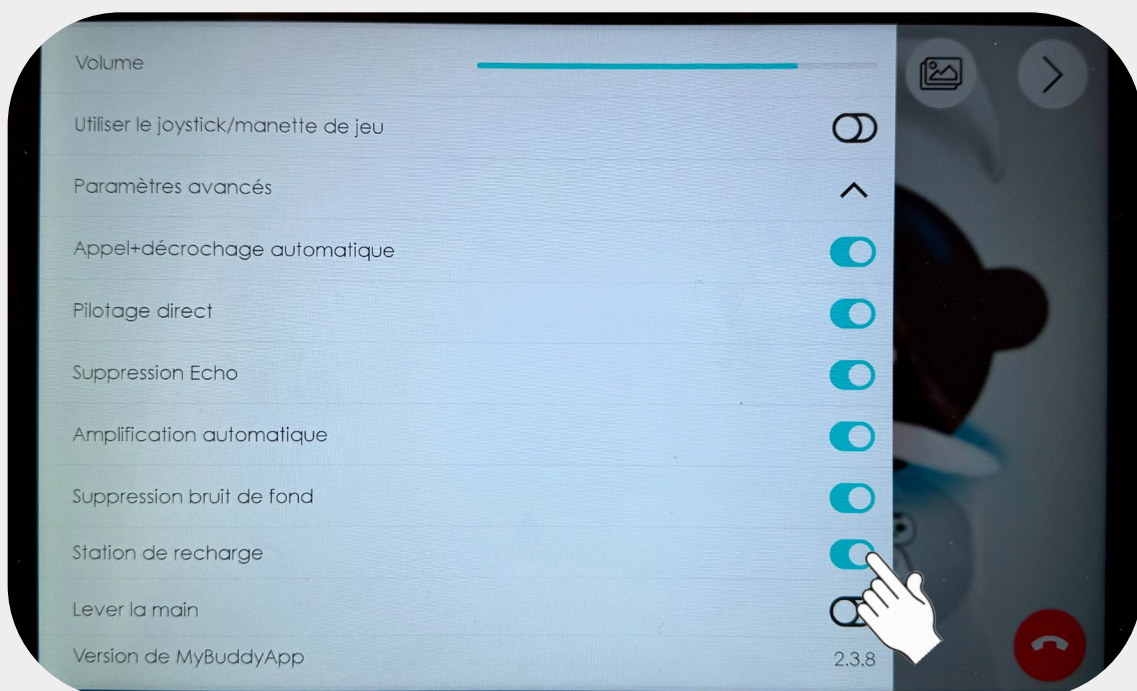 Volume
Utiliser le joystick/manette de jeu
Paramètres avancés
Appel+décrochage automatique
Pilotage direct
Suppression Echo
Amplification automatique
Suppression bruit de fond
Station de recharge
Lever la main
Version de MyBuddyApp 2.3.8